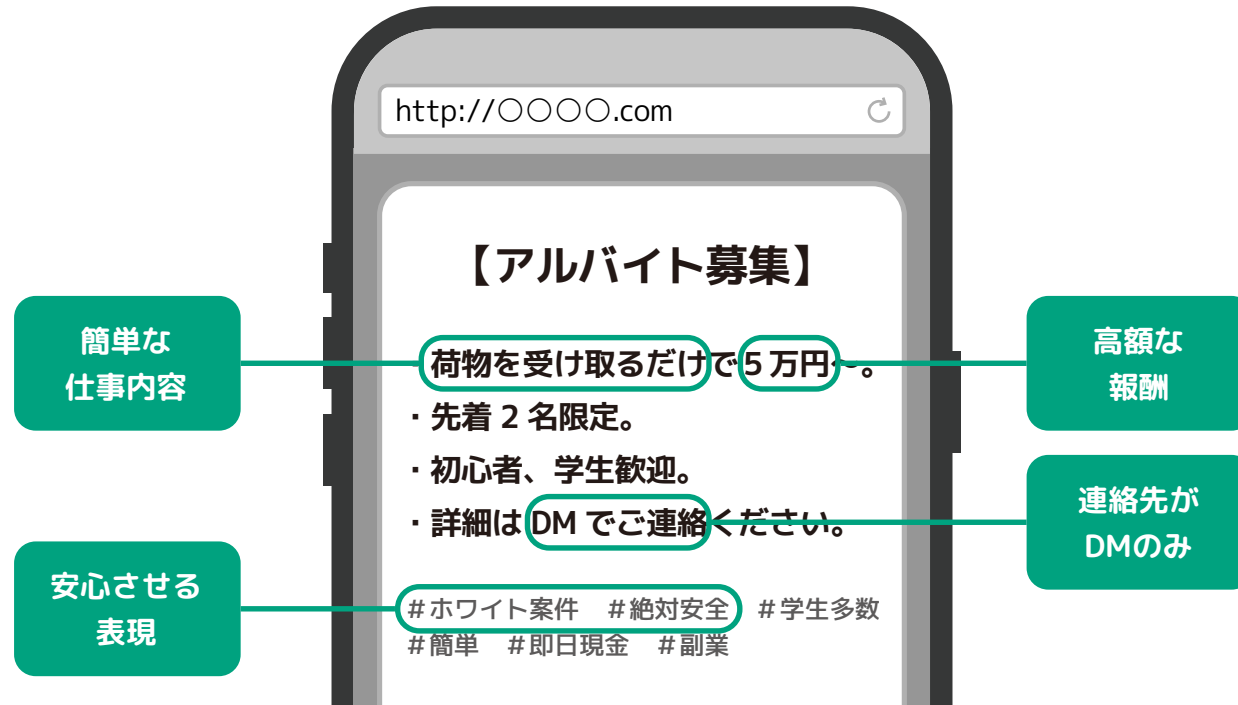 http://○○○○.com
【アルバイト募集】
簡単な
仕事内容
高額な
報酬
・荷物を受け取るだけで5万円〜。
・先着2名限定。
・初心者、学生歓迎。
・詳細はDMでご連絡ください。
連絡先が
DMのみ
安心させる
表現
#ホワイト案件　#絶対安全　#学生多数
#簡単　#即日現金　#副業